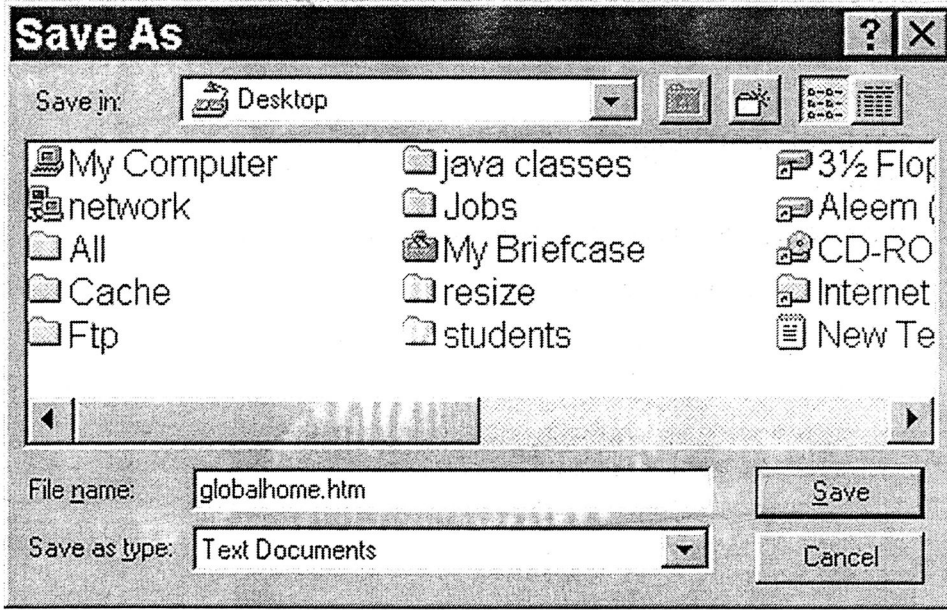 Save As
Save in: Desktop
My Computer java classes 3½ Flop
network Jobs Aleem (
All My Briefcase CD-RO
Cache resize Internet
Ftp students New Te
File name: globalhome.htm Save
Save as type: Text Documents Cancel